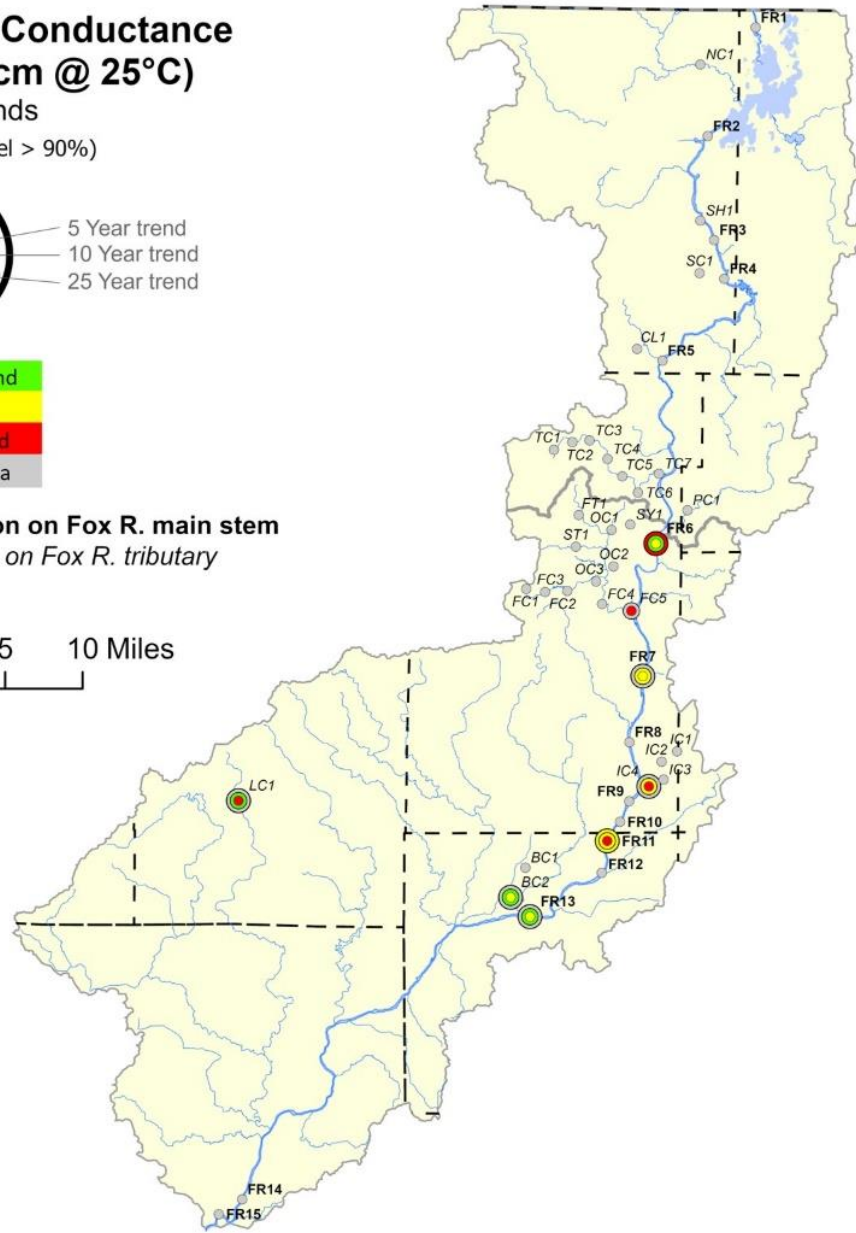 Conductance
cm @ 25°C)
nds
el > 90%)
5 Year trend
10 Year trend
25 Year trend
nd
d
a
on on Fox R. main stem
on Fox R. tributary
5 10 Miles
FR1
NC1
FR2
SH1
FR3
SC1
FR4
CL1
FR5
TC1
TC3
TC2
TC4
TC5
TC7
TC6
FT1
PC1
OC1
SY1
FR6
ST1
OC2
OC3
FC3
FC1
FC2
FC4
FC5
FR7
FR8
IC1
IC2
IC4
IC3
LC1
FR9
FR10
FR11
BC1
FR12
BC2
FR13
FR14
FR15